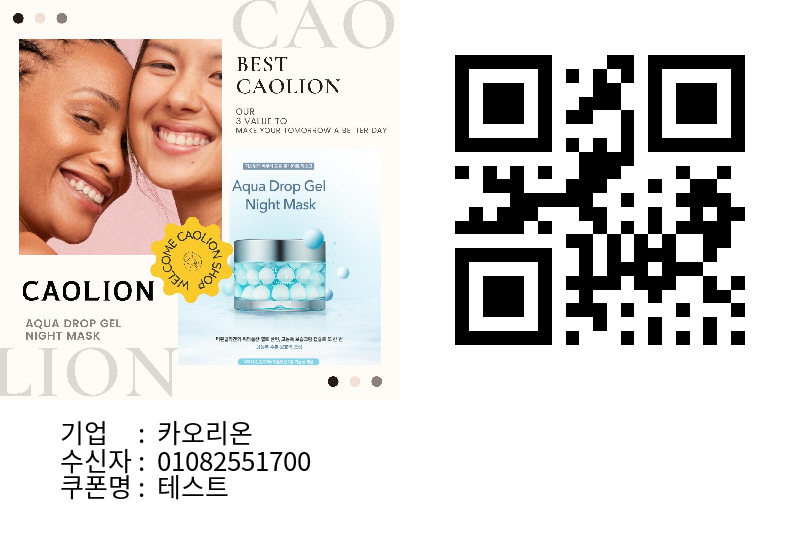 CAO
BEST
CAOLION
OUR
3 VALUE TO
MAKE YOUR TOMORROW A BETTER DAY
Aqua Drop Gel
Night Mask
WELCOME CAOLION SHOP
CAOLION
AQUA DROP GEL
NIGHT MASK
LION
기업 : 카오리온
수신자 : 01082551700
쿠폰명 : 테스트